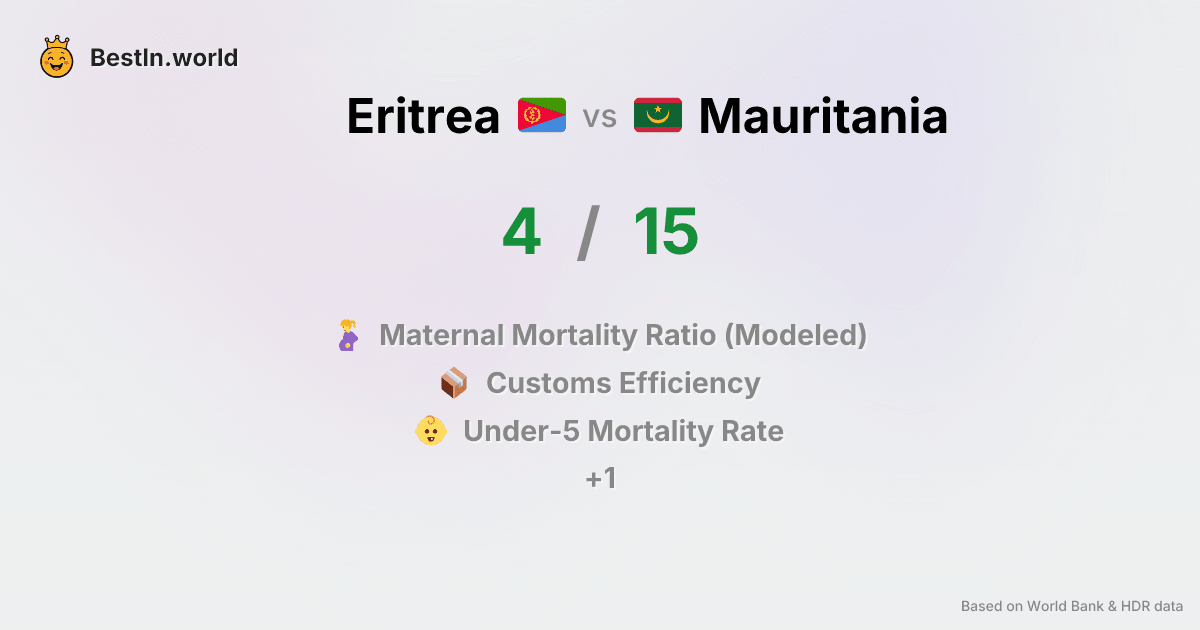 BestIn.world
Eritrea vs Mauritania
4 / 15
Maternal Mortality Ratio (Modeled)
Customs Efficiency
Under-5 Mortality Rate
+1
Based on World Bank & HDR data